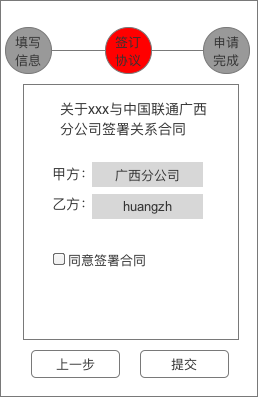 填写
信息
签订
协议
申请
完成
关于xxx与中国联通广西
分公司签署关系合同
甲方：
广西分公司
乙方：
huangzh
同意签署合同
上一步
提交